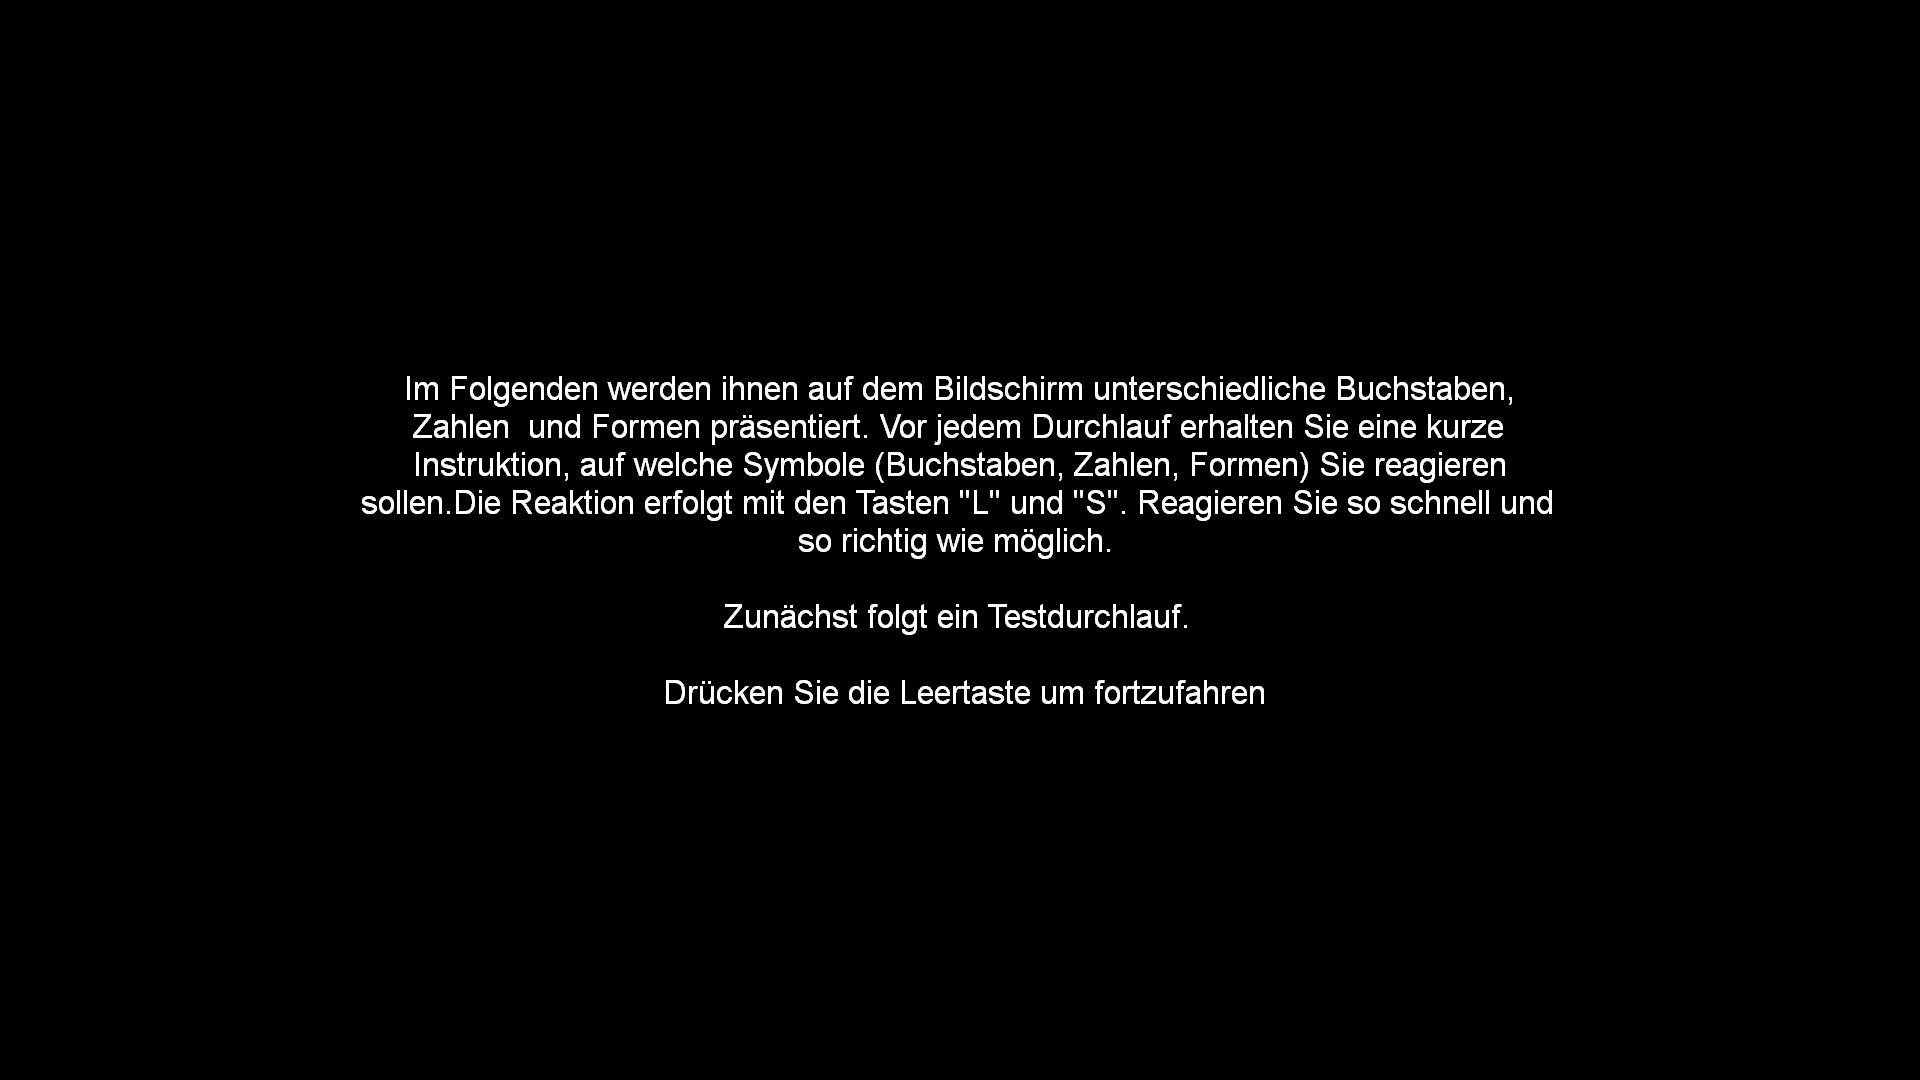 Im Folgenden werden ihnen auf dem Bildschirm unterschiedliche Buchstaben,
Zahlen  und Formen präsentiert. Vor jedem Durchlauf erhalten Sie eine kurze
Instruktion, auf welche Symbole (Buchstaben, Zahlen, Formen) Sie reagieren
sollen.Die Reaktion erfolgt mit den Tasten "L" und "S". Reagieren Sie so schnell und
so richtig wie möglich.
Zunächst folgt ein Testdurchlauf.
Drücken Sie die Leertaste um fortzufahren